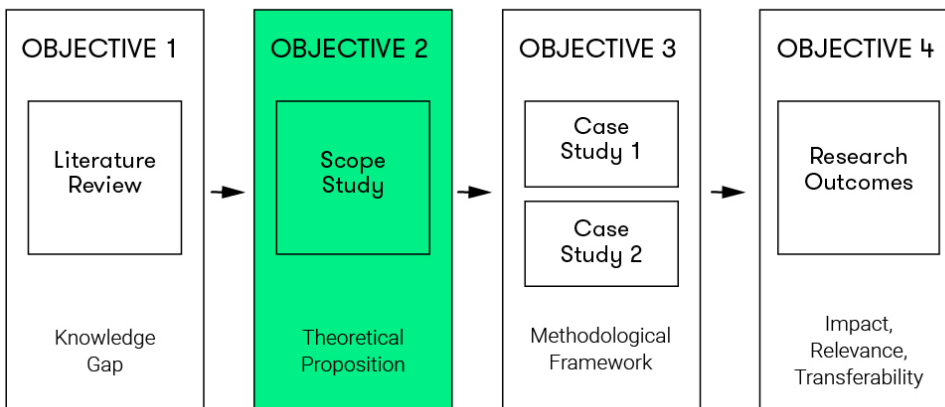 OBJECTIVE 1
Literature
Review
Knowledge
Gap
OBJECTIVE 2
Scope
Study
Theoretical
Proposition
OBJECTIVE 3
Case
Study 1
Case
Study 2
Methodological
Framework
OBJECTIVE 4
Research
Outcomes
Impact,
Relevance,
Transferability